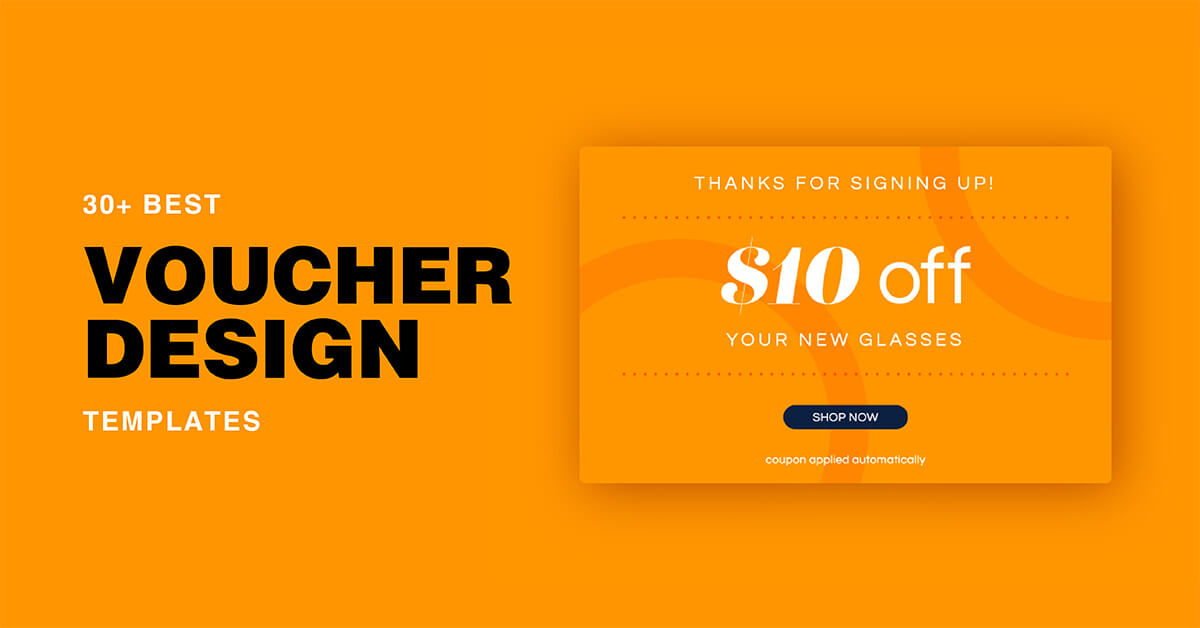 30+ BEST
VOUCHER
DESIGN
TEMPLATES
THANKS FOR SIGNING UP!
$10 off
YOUR NEW GLASSES
SHOP NOW
coupon applied automatically